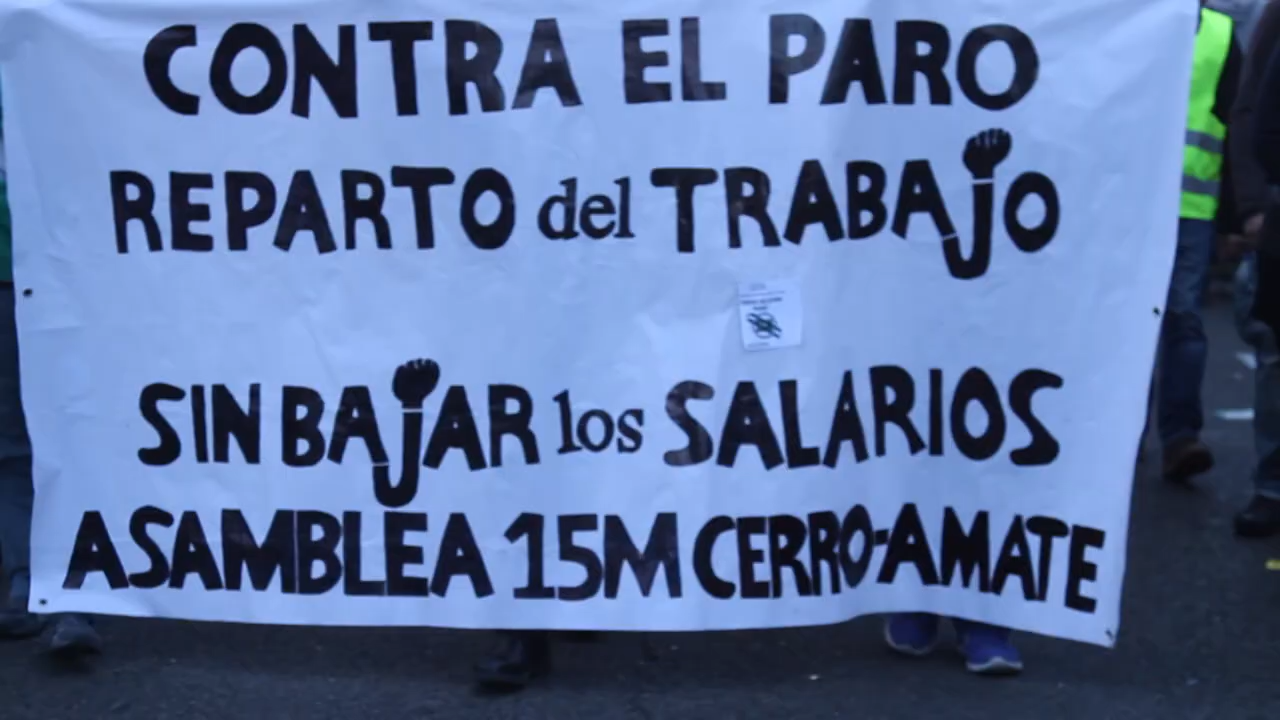 CONTRA EL PARO
REPARTO del TRABAJO
SIN BAJAR los SALARIOS
ASAMBLEA 15M CERRO-AMATE